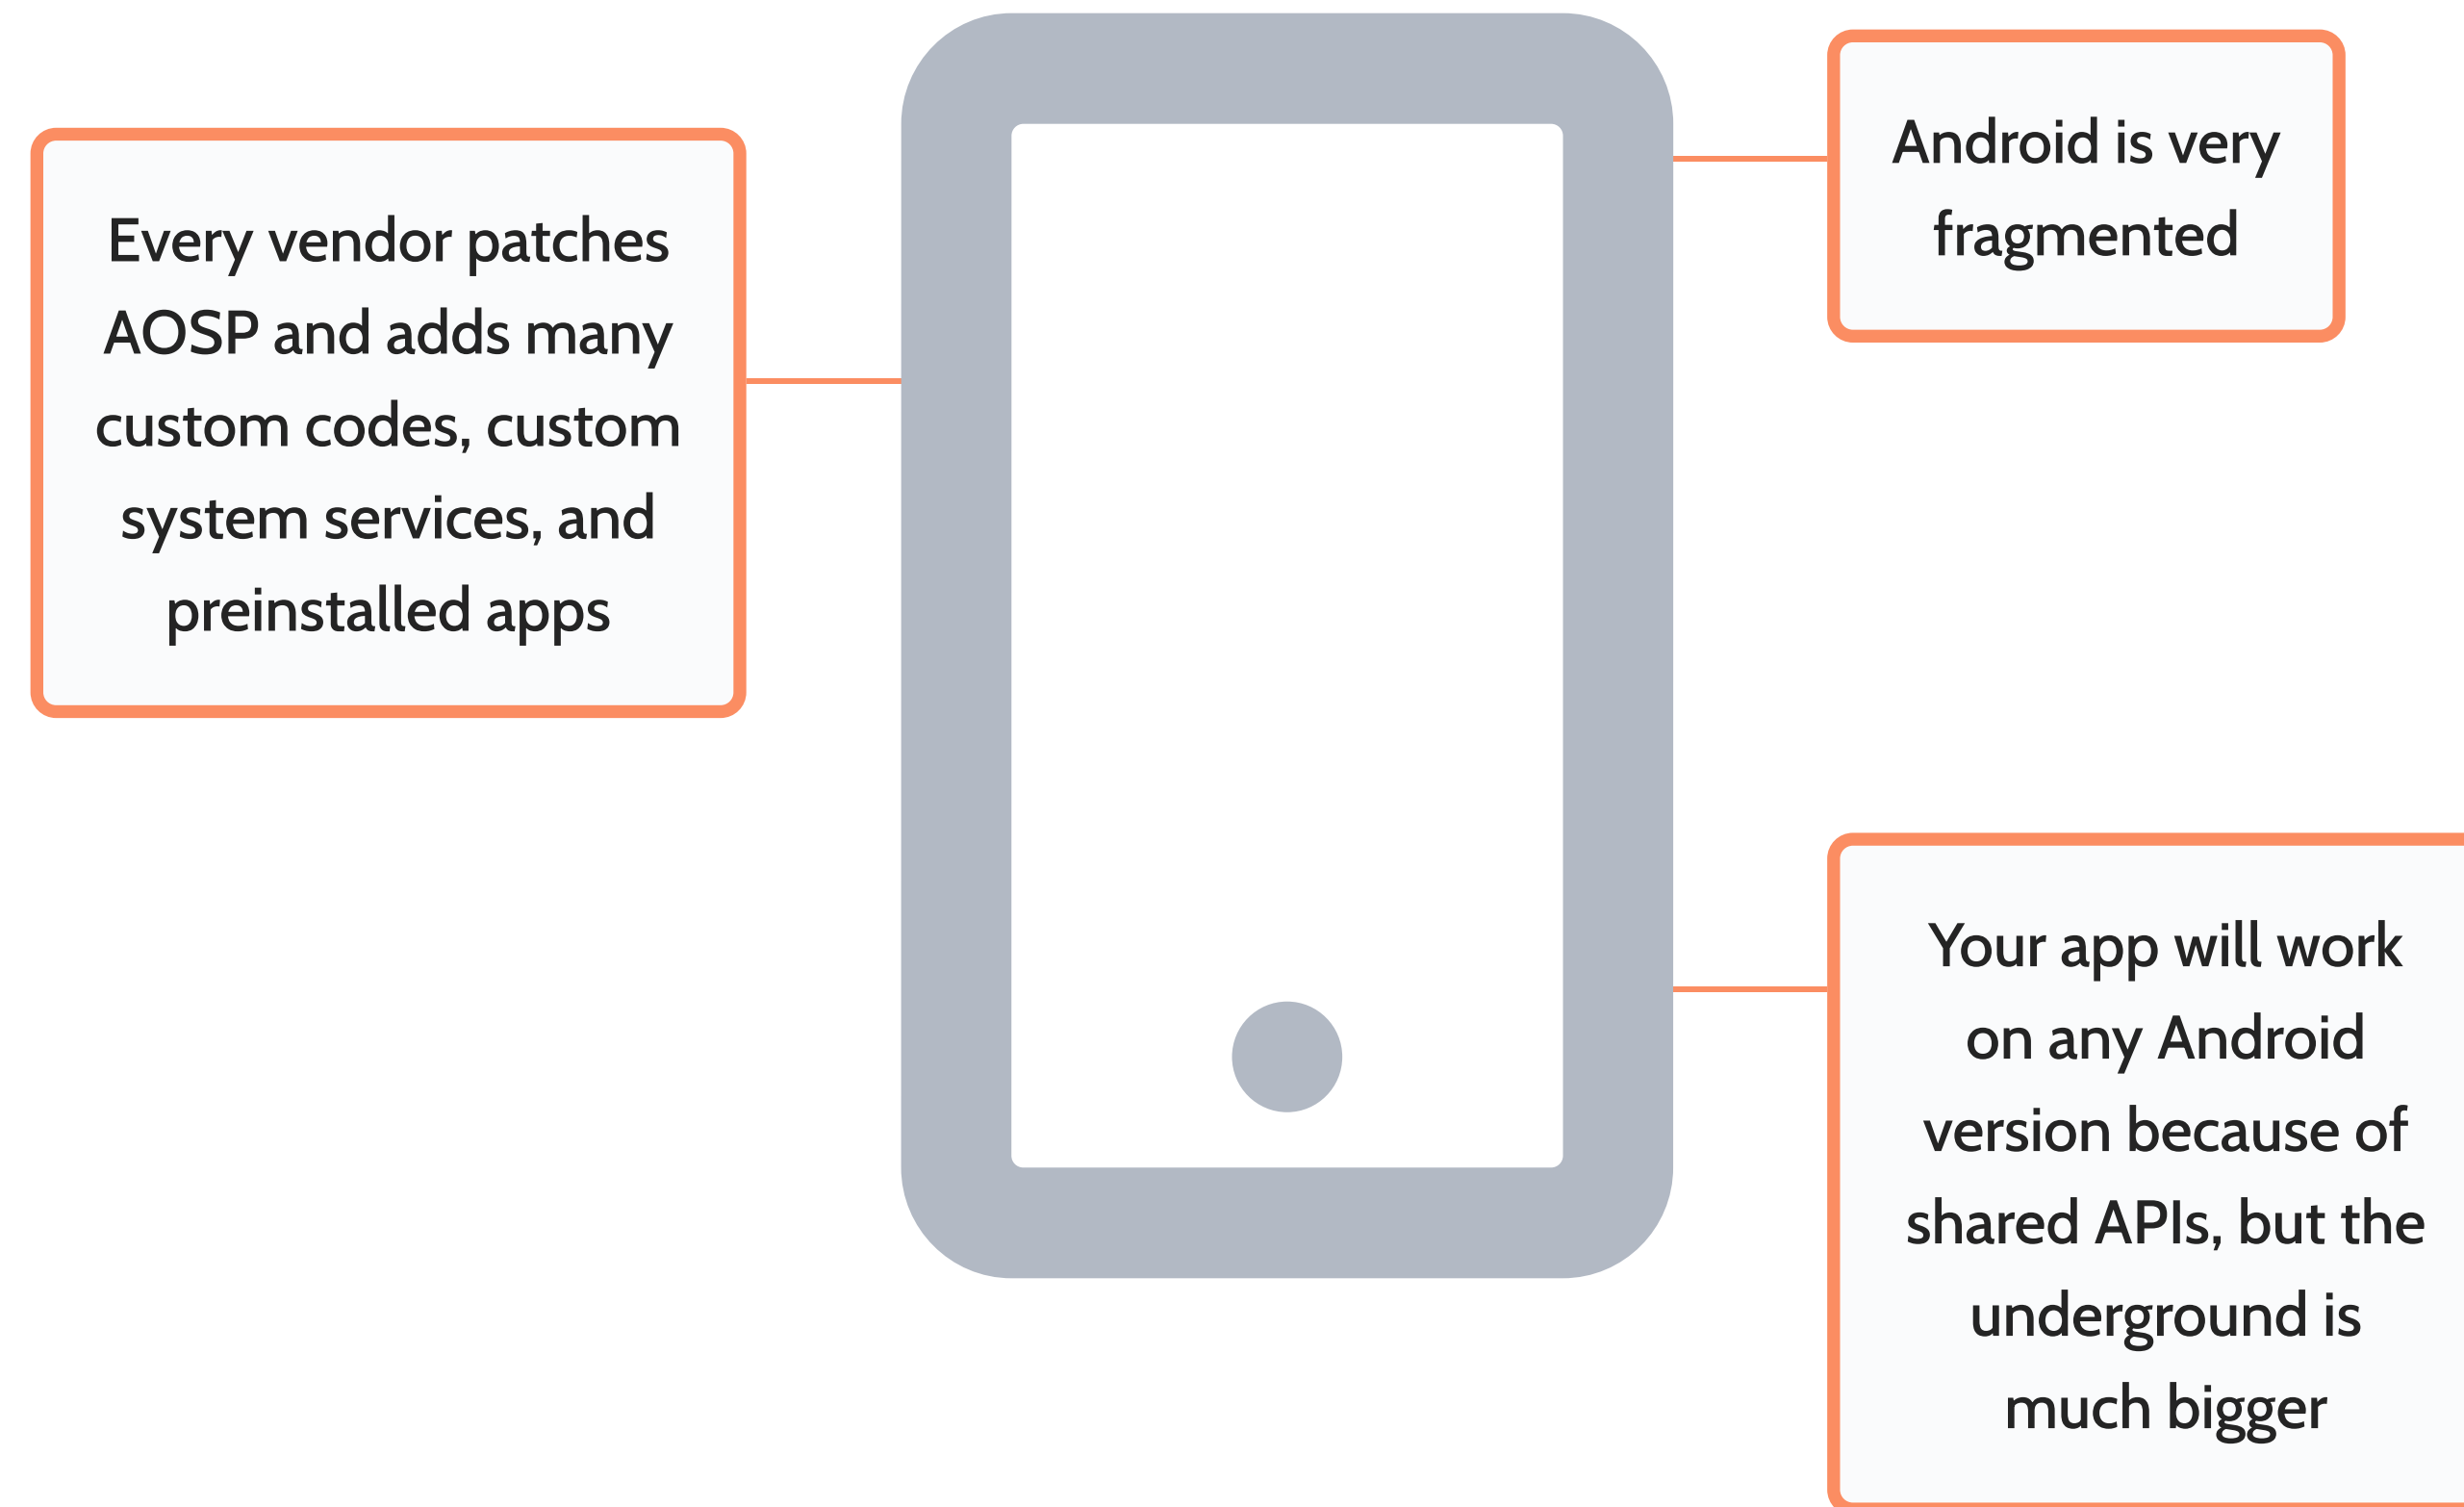 Every vendor patches
AOSP and adds many
custom codes, custom
system services, and
preinstalled apps
Android is very
fragmented
Your app will work
on any Android
version because of
shared APIs, but the
underground is
much bigger